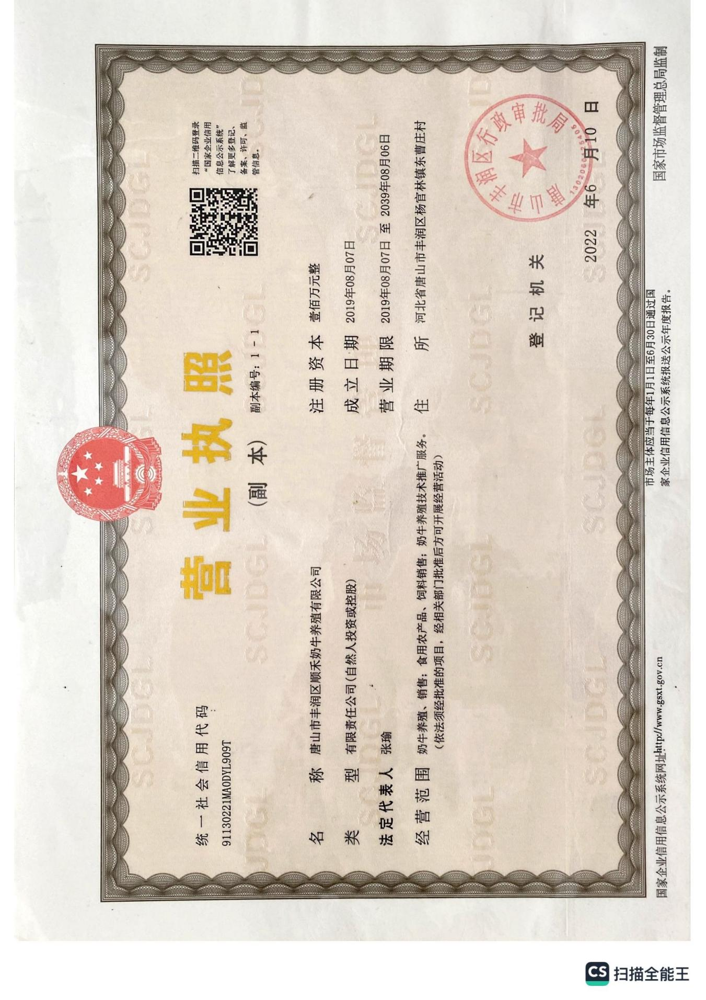 统一社会信用代码
91130221MA0DYL909T
营业执照
(副 本)
副本编号: 1 - 1
扫描二维码登录
“国家企业信用
信息公示系统”
了解更多登记、
备案、许可、监
管信息。
名 称 唐山市丰润区顺禾奶牛养殖有限公司
类 型 有限责任公司(自然人投资或控股)
法定代表人 张瑜
经营范围 奶牛养殖、销售; 食用农产品、饲料销售; 奶牛养殖技术推广服务。
(依法须经批准的项目, 经相关部门批准后方可开展经营活动)
注册资本 壹佰万元整
成立日期 2019年08月07日
营业期限 2019年08月07日 至 2039年08月06日
住 所 河北省唐山市丰润区杨官林镇东曹庄村
登记机关
唐山市丰润区行政审批局
2022 年6 月10 日
国家企业信用信息公示系统网址:http://www.gsxt.gov.cn
市场主体应当于每年1月1日至6月30日通过国
家企业信用信息公示系统报送公示年度报告。
国家市场监督管理总局监制
CS 扫描全能王